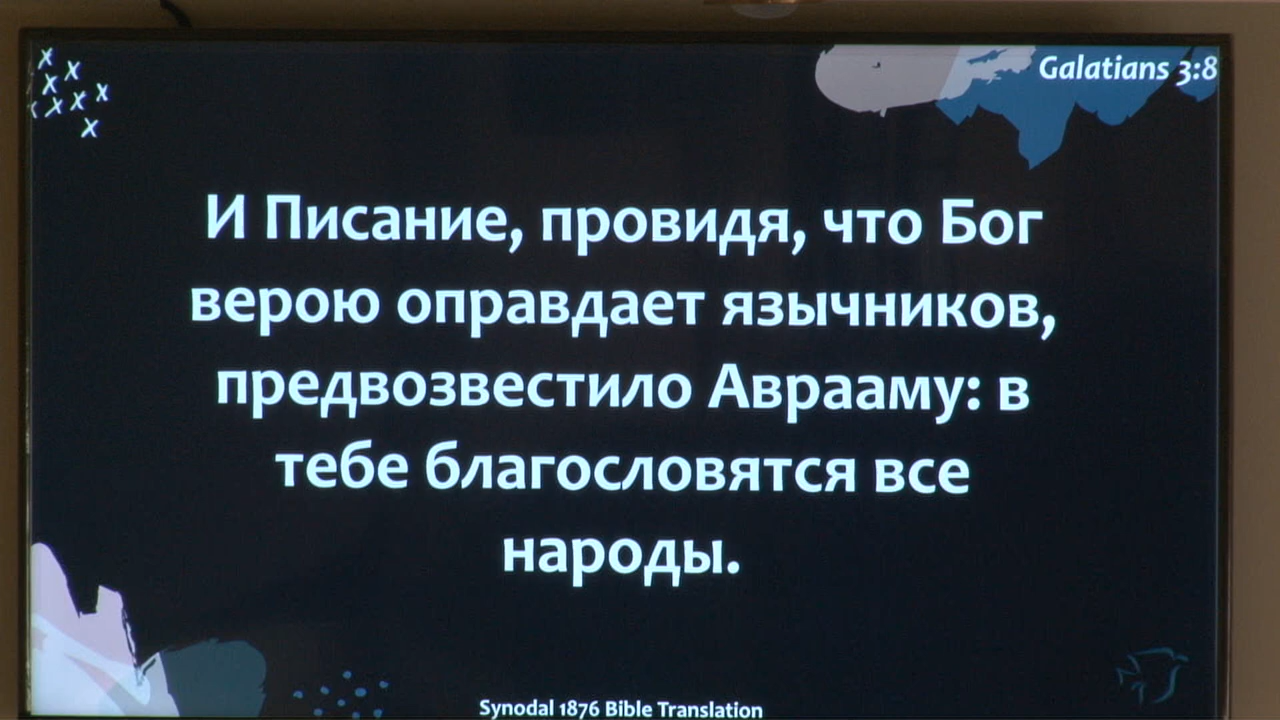 Galatians 3:8
И Писание, провидя, что Бог
верою оправдает язычников,
предвозвестило Аврааму: в
тебе благословятся все
народы.
Synodal 1876 Bible Translation